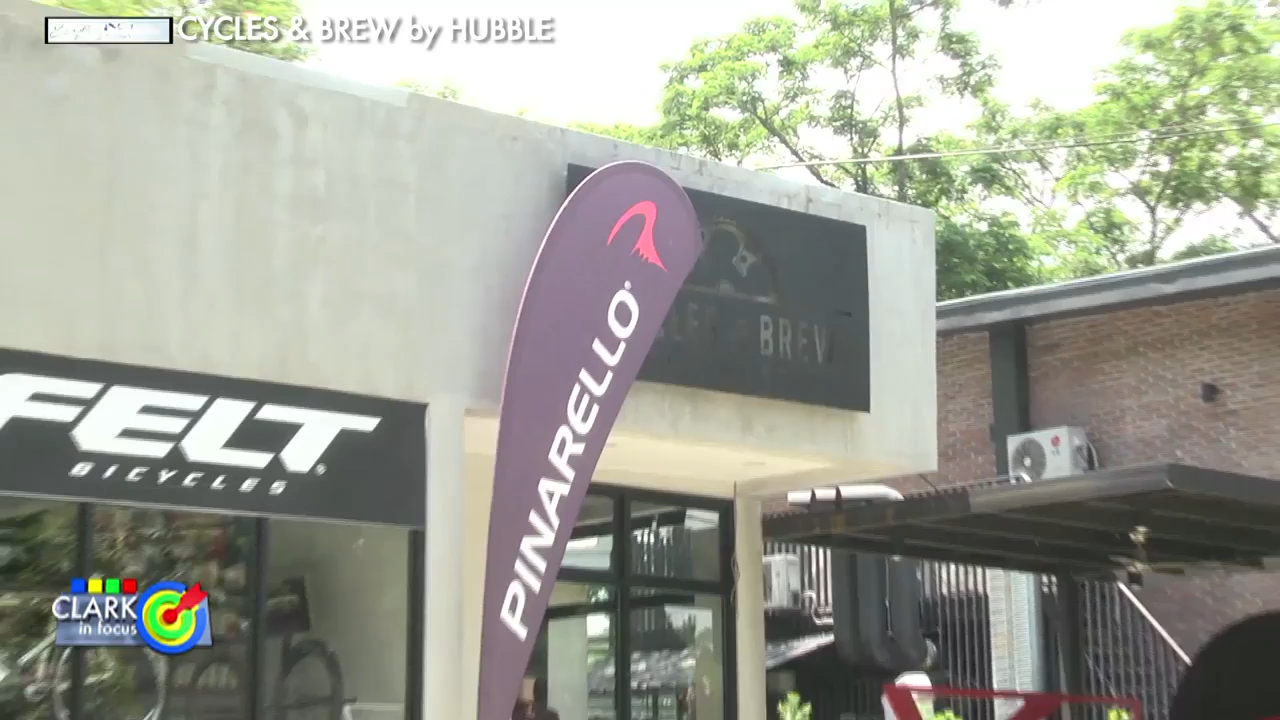 CYCLES & BREW by HUBBLE
BREW
PINARELLO
FELT
BICYCLES
CLARK
in focus